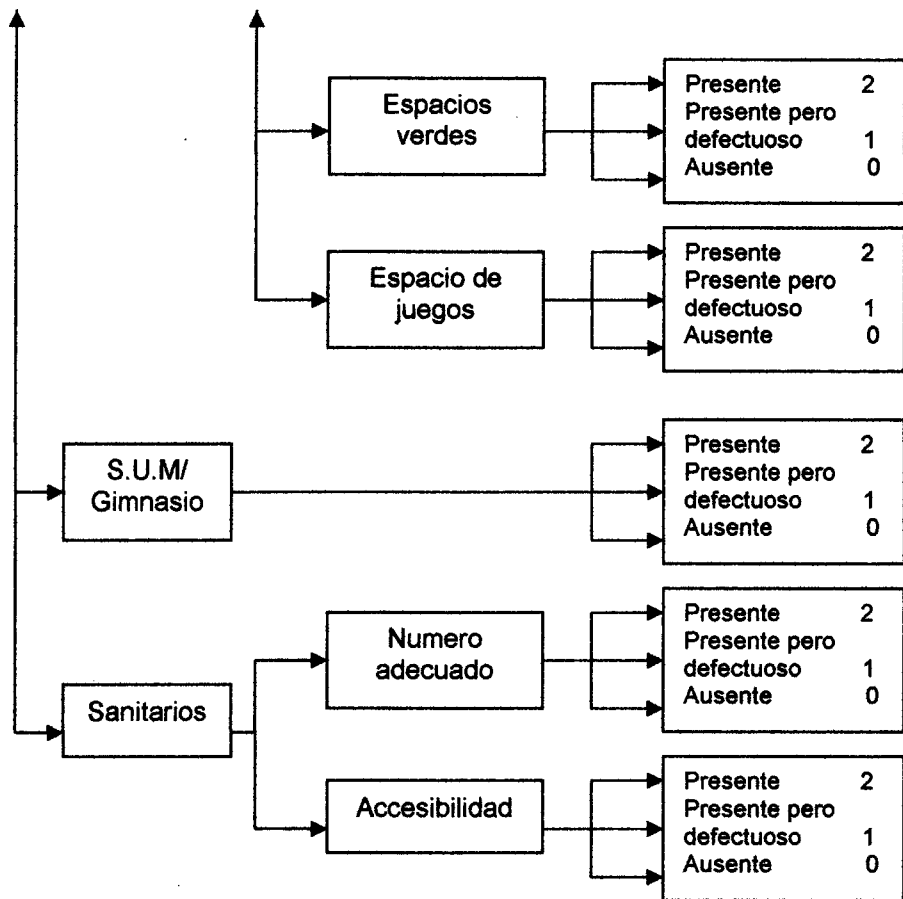 Espacios
verdes
Presente 2
Presente pero
defectuoso 1
Ausente 0
Espacio de
juegos
Presente 2
Presente pero
defectuoso 1
Ausente 0
S.U.M/
Gimnasio
Presente 2
Presente pero
defectuoso 1
Ausente 0
Sanitarios
Numero
adecuado
Presente 2
Presente pero
defectuoso 1
Ausente 0
Accesibilidad
Presente 2
Presente pero
defectuoso 1
Ausente 0